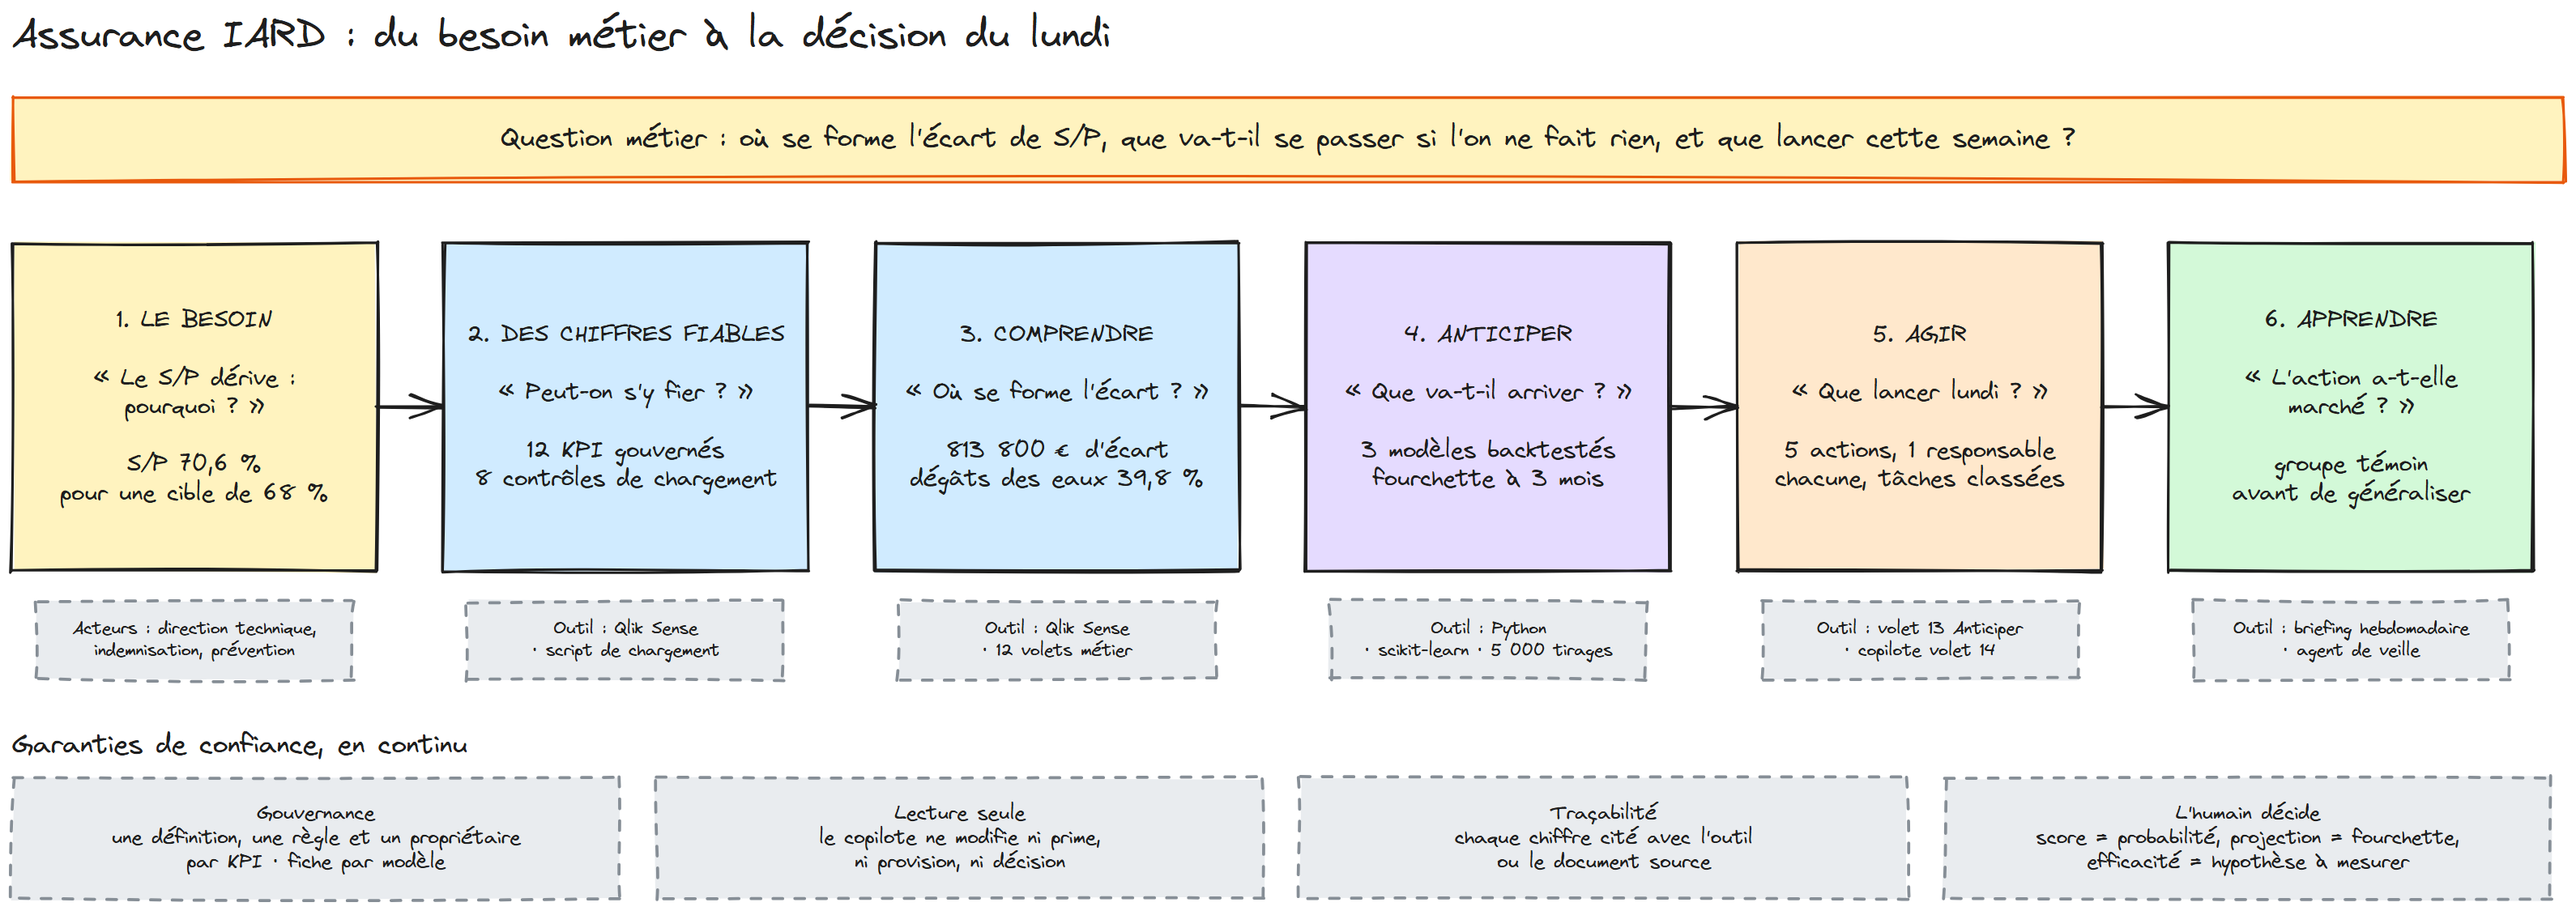 Assurance IARD : du besoin métier à la décision du lundi
Question métier : où se forme l'écart de S/P, que va-t-il se passer si l'on ne fait rien, et que lancer cette semaine ?
1. LE BESOIN
« Le S/P dérive :
pourquoi ? »
S/P 70,6 %
pour une cible de 68 %
2. DES CHIFFRES FIABLES
« Peut-on s'y fier ? »
12 KPI gouvernés
8 contrôles de chargement
3. COMPRENDRE
« Où se forme l'écart ? »
813 800 € d'écart
dégâts des eaux 39,8 %
4. ANTICIPER
« Que va-t-il arriver ? »
3 modèles backtestés
fourchette à 3 mois
5. AGIR
« Que lancer lundi ? »
5 actions, 1 responsable
chacune, tâches classées
6. APPRENDRE
« L'action a-t-elle
marché ? »
groupe témoin
avant de généraliser
Acteurs : direction technique,
indemnisation, prévention
Outil : Qlik Sense
· script de chargement
Outil : Qlik Sense
· 12 volets métier
Outil : Python
· scikit-learn · 5 000 tirages
Outil : volet 13 Anticiper
· copilote volet 14
Outil : briefing hebdomadaire
· agent de veille
Garanties de confiance, en continu
Gouvernance
une définition, une règle et un propriétaire
par KPI · fiche par modèle
Lecture seule
le copilote ne modifie ni prime,
ni provision, ni décision
Traçabilité
chaque chiffre cité avec l'outil
ou le document source
L'humain décide
score = probabilité, projection = fourchette,
efficacité = hypothèse à mesurer